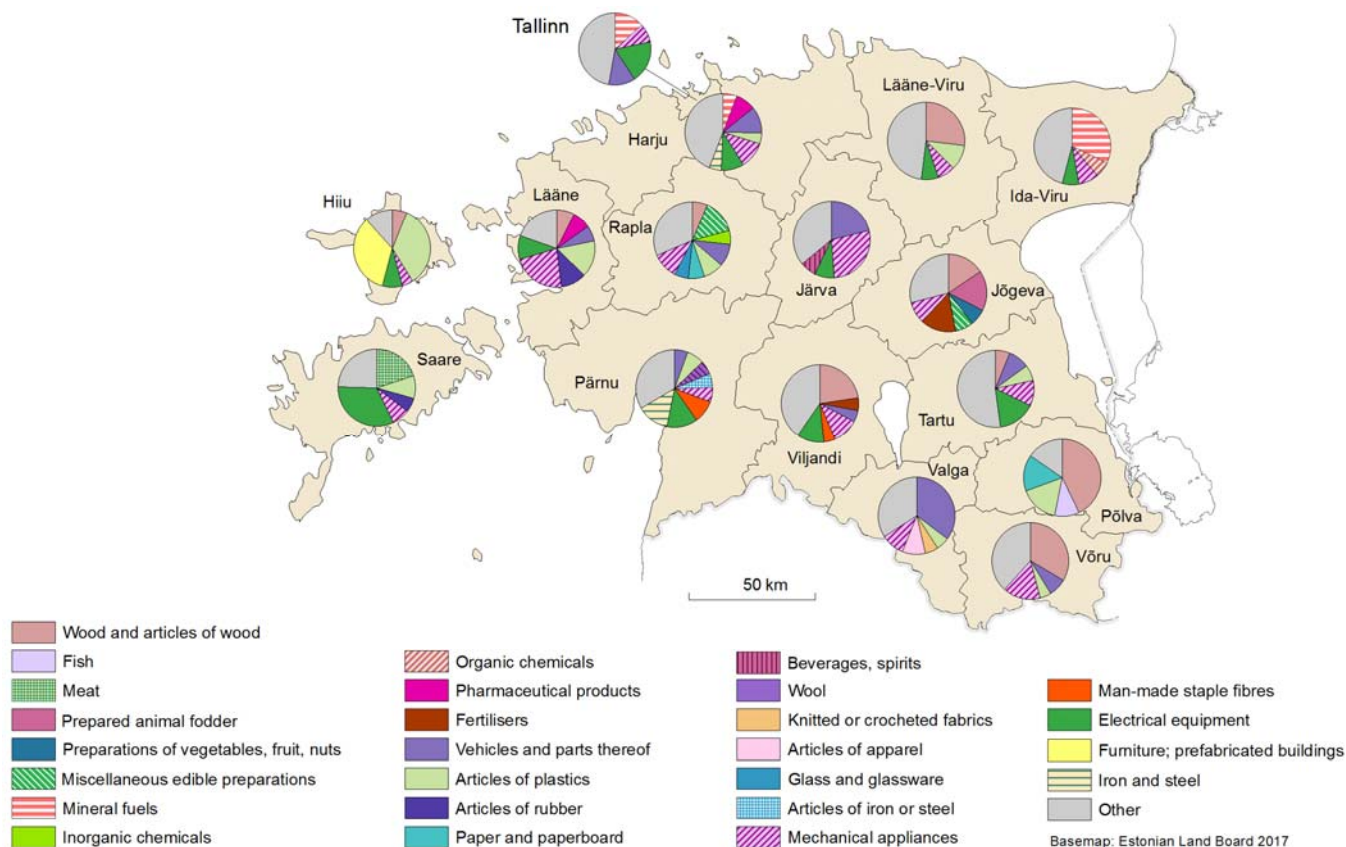 Tallinn
Lääne-Viru
Harju
Ida-Viru
Hiiu
Lääne
Rapla
Järva
Jõgeva
Saare
Pärnu
Tartu
Viljandi
Valga
Põlva
Võru
50 km
Wood and articles of wood
Fish
Meat
Prepared animal fodder
Preparations of vegetables, fruit, nuts
Miscellaneous edible preparations
Mineral fuels
Inorganic chemicals
Organic chemicals
Pharmaceutical products
Fertilisers
Vehicles and parts thereof
Articles of plastics
Articles of rubber
Paper and paperboard
Beverages, spirits
Wool
Knitted or crocheted fabrics
Articles of apparel
Glass and glassware
Articles of iron or steel
Mechanical appliances
Man-made staple fibres
Electrical equipment
Furniture; prefabricated buildings
Iron and steel
Other
Basemap: Estonian Land Board 2017